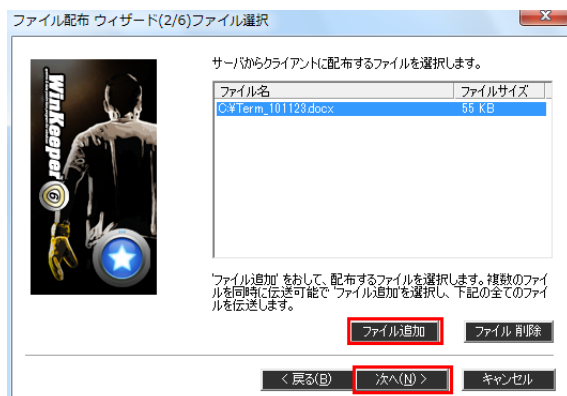 ファイル配布 ウィザード(2/6)ファイル選択
サーバからクライアントに配布するファイルを選択します。
ファイル名 ファイルサイズ
C:¥Term_101123.docx 55 KB
WinKeeper
6
'ファイル追加' をおして、配布するファイルを選択します。複数のファイ
ルを同時に伝送可能で 'ファイル追加'を選択し、下記の全てのファイ
ルを伝送します。
ファイル追加 ファイル 削除
< 戻る(B) 次へ(N) > キャンセル